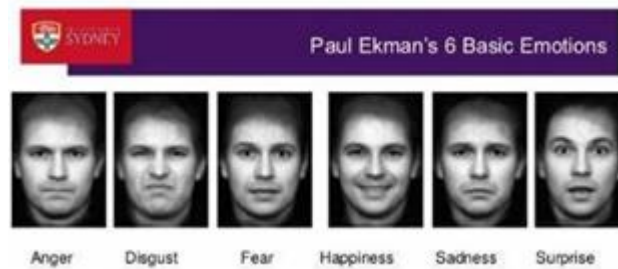 SYDNEY
Paul Ekman's 6 Basic Emotions
Anger Disgust Fear Happiness Sadness Surprise